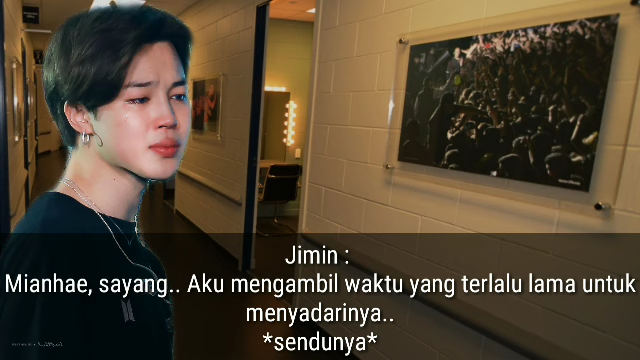 Jimin :
Mianhae, sayang.. Aku mengambil waktu yang terlalu lama untuk
menyadarinya..
*sendunya*